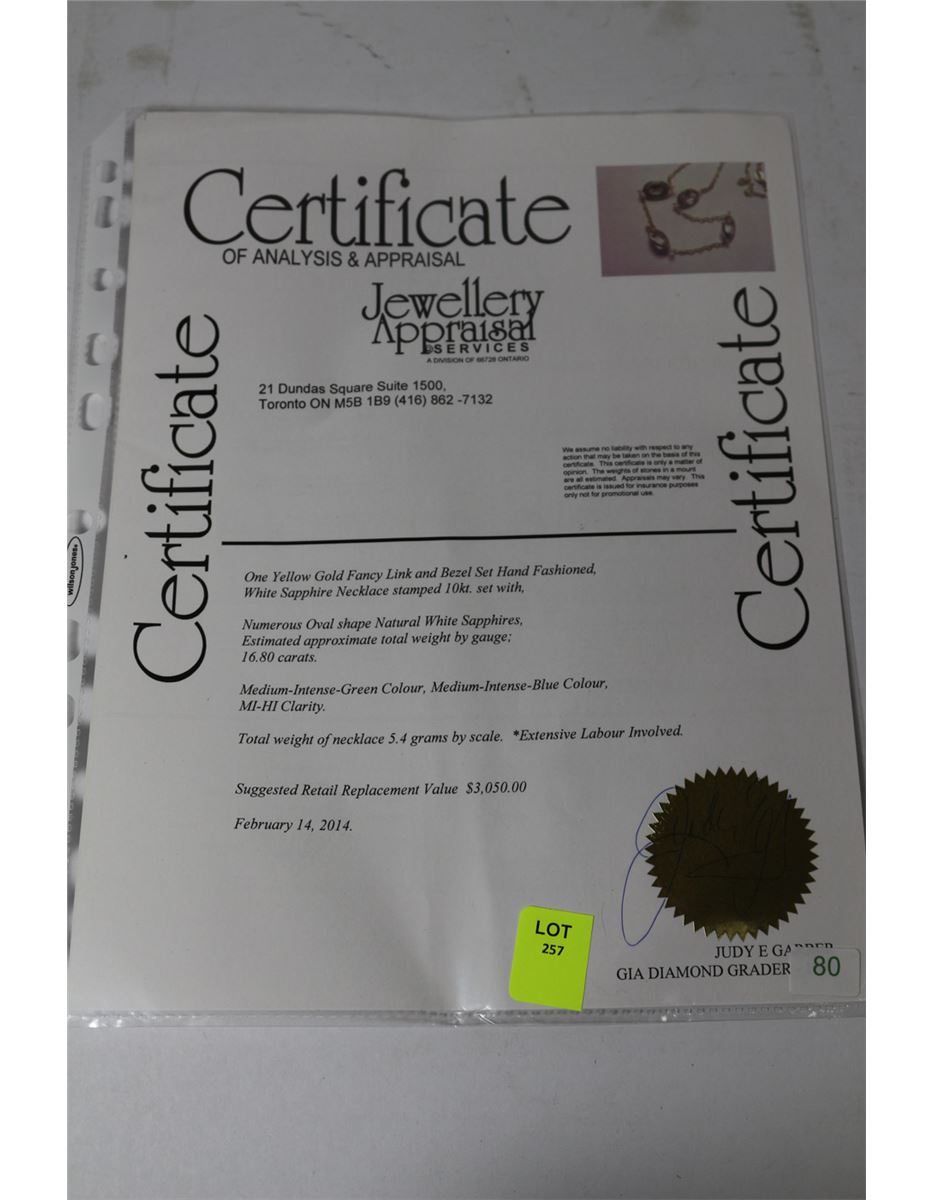 Certificate
OF ANALYSIS & APPRAISAL
Jewellery
Appraisal
SERVICES
A DIVISION OF 66728 ONTARIO
21 Dundas Square Suite 1500,
Toronto ON M5B 1B9 (416) 862 -7132
Certificate
Certificate
We assume no liability with respect to any
action that may be taken on the basis of this
certificate. This certificate is only a matter of
opinion. The weights of stones in a mount
are all estimated. Appraisals may vary. This
certificate is issued for insurance purposes
only not for promotional use.
wilson jones
One Yellow Gold Fancy Link and Bezel Set Hand Fashioned,
White Sapphire Necklace stamped 10kt. set with,
Numerous Oval shape Natural White Sapphires,
Estimated approximate total weight by gauge;
16.80 carats.
Medium-Intense-Green Colour, Medium-Intense-Blue Colour,
MI-HI Clarity.
Total weight of necklace 5.4 grams by scale. *Extensive Labour Involved.
Suggested Retail Replacement Value $3,050.00
February 14, 2014.
LOT
257
JUDY E
GIA DIAMOND GRADER
80